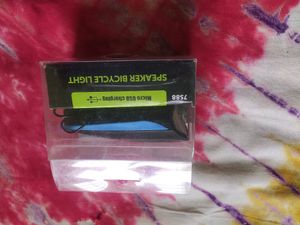 7588
Micro USB charging
SPEAKER BICYCLE LIGHT